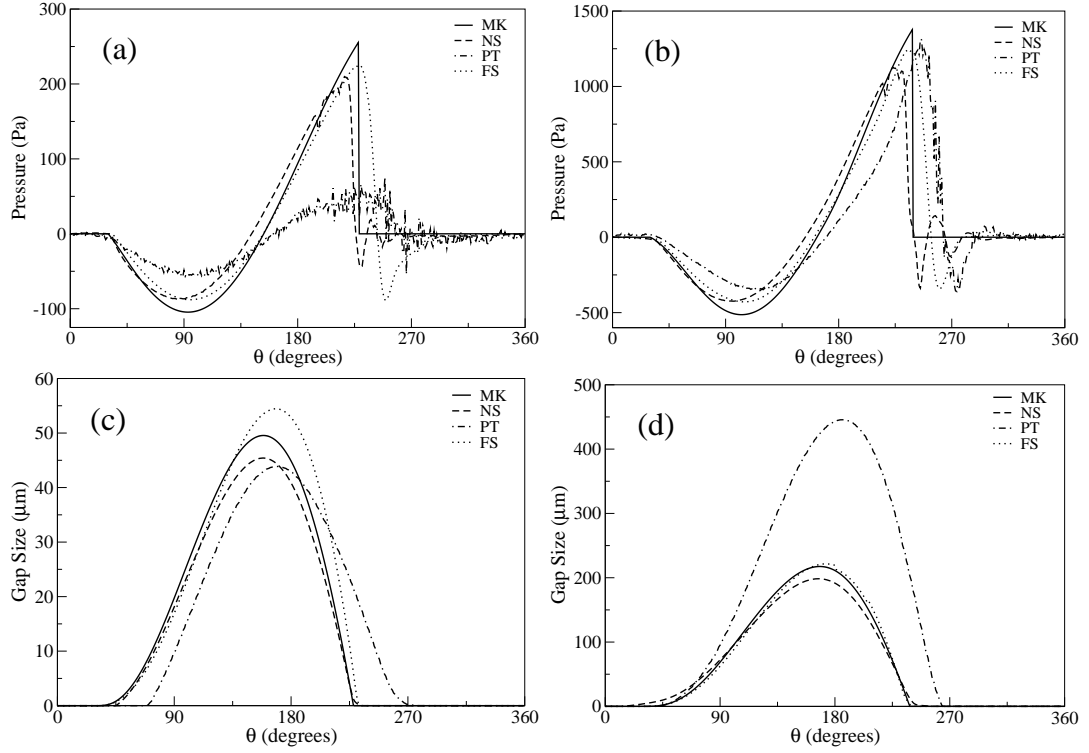 (a)
300
200
100
0
-100
Pressure (Pa)
0
90
180
270
360
θ (degrees)
MK
NS
PT
FS
(b)
1500
1000
500
0
-500
Pressure (Pa)
0
90
180
270
360
θ (degrees)
MK
NS
PT
FS
(c)
60
50
40
30
20
10
0
Gap Size (μm)
0
90
180
270
360
θ (degrees)
MK
NS
PT
FS
(d)
500
400
300
200
100
0
Gap Size (μm)
0
90
180
270
360
θ (degrees)
MK
NS
PT
FS